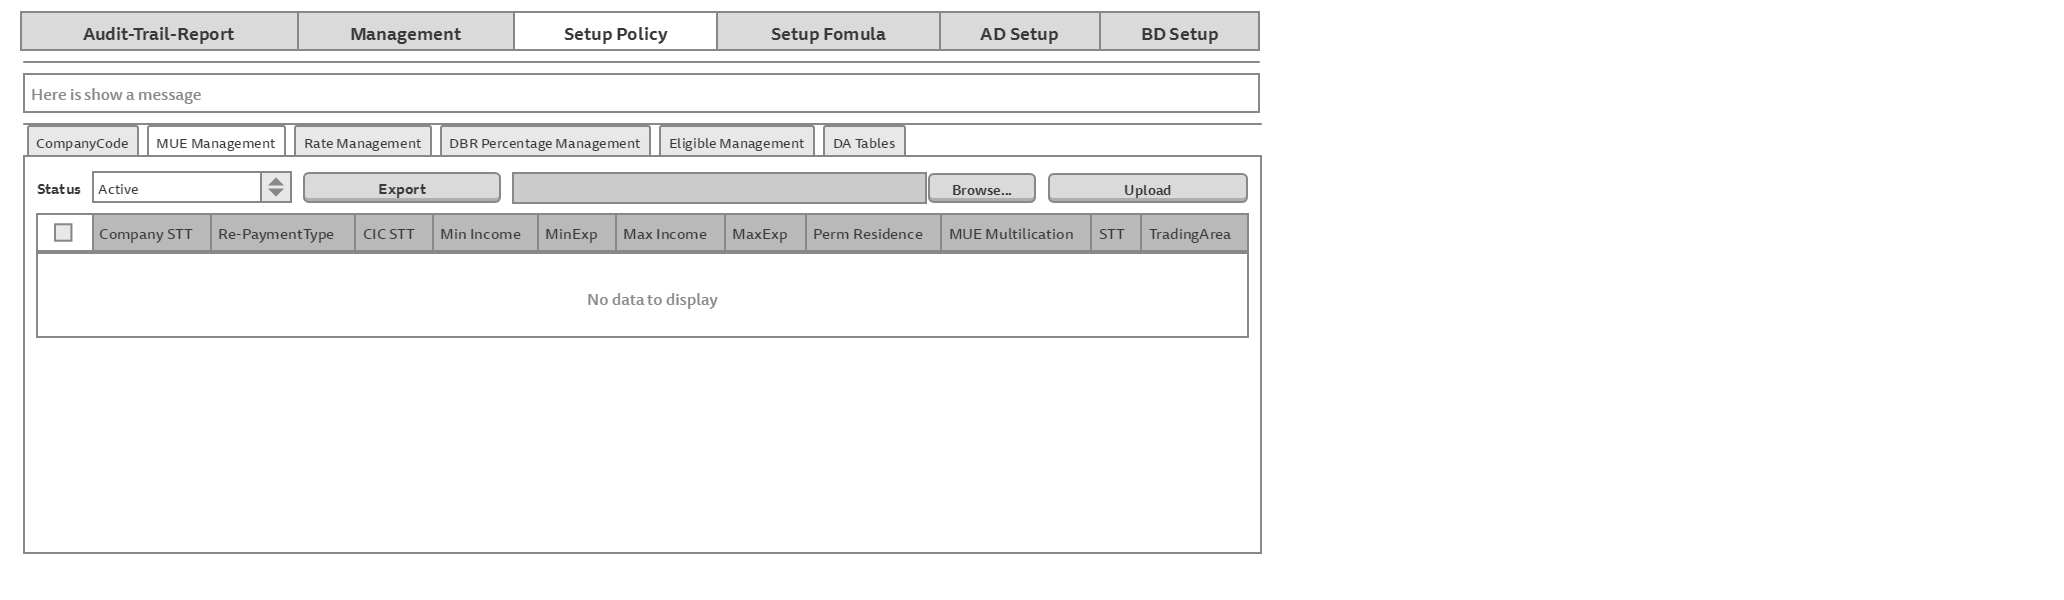 Audit-Trail-Report Management Setup Policy Setup Fomula AD Setup BD Setup
Here is show a message
CompanyCode MUE Management Rate Management DBR Percentage Management Eligible Management DA Tables
Status Active Export Browse... Upload
Company STT Re-PaymentType CIC STT Min Income MinExp Max Income MaxExp Perm Residence MUE Multilication STT TradingArea
No data to display